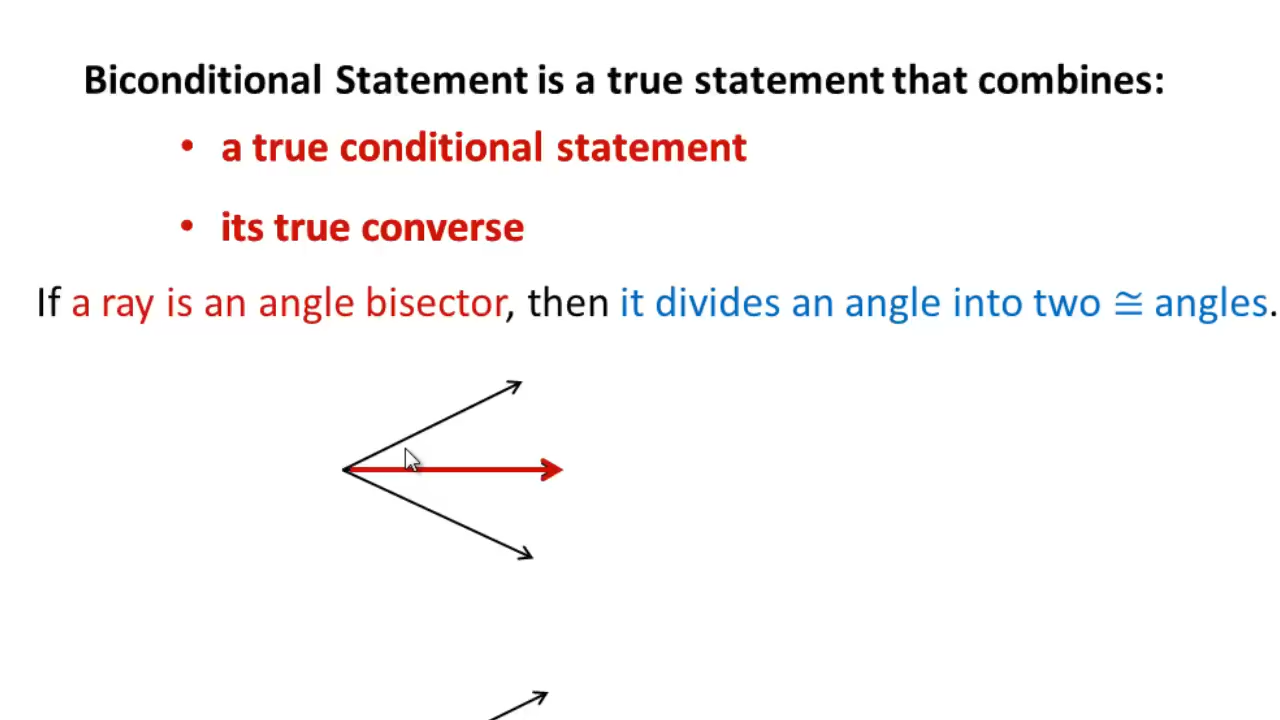 Biconditional Statement is a true statement that combines:
• a true conditional statement
• its true converse
If a ray is an angle bisector, then it divides an angle into two ≅ angles.